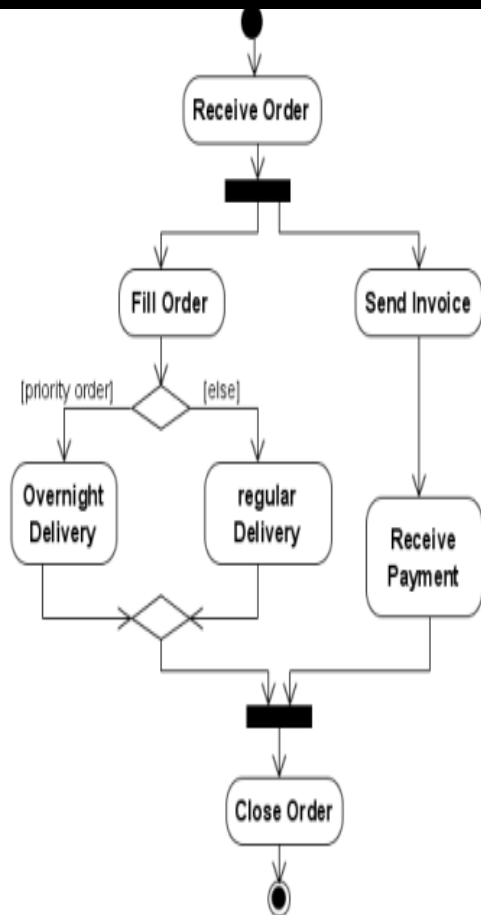 Receive Order
Fill Order
Send Invoice
[priority order]
[else]
Overnight
Delivery
regular
Delivery
Receive
Payment
Close Order